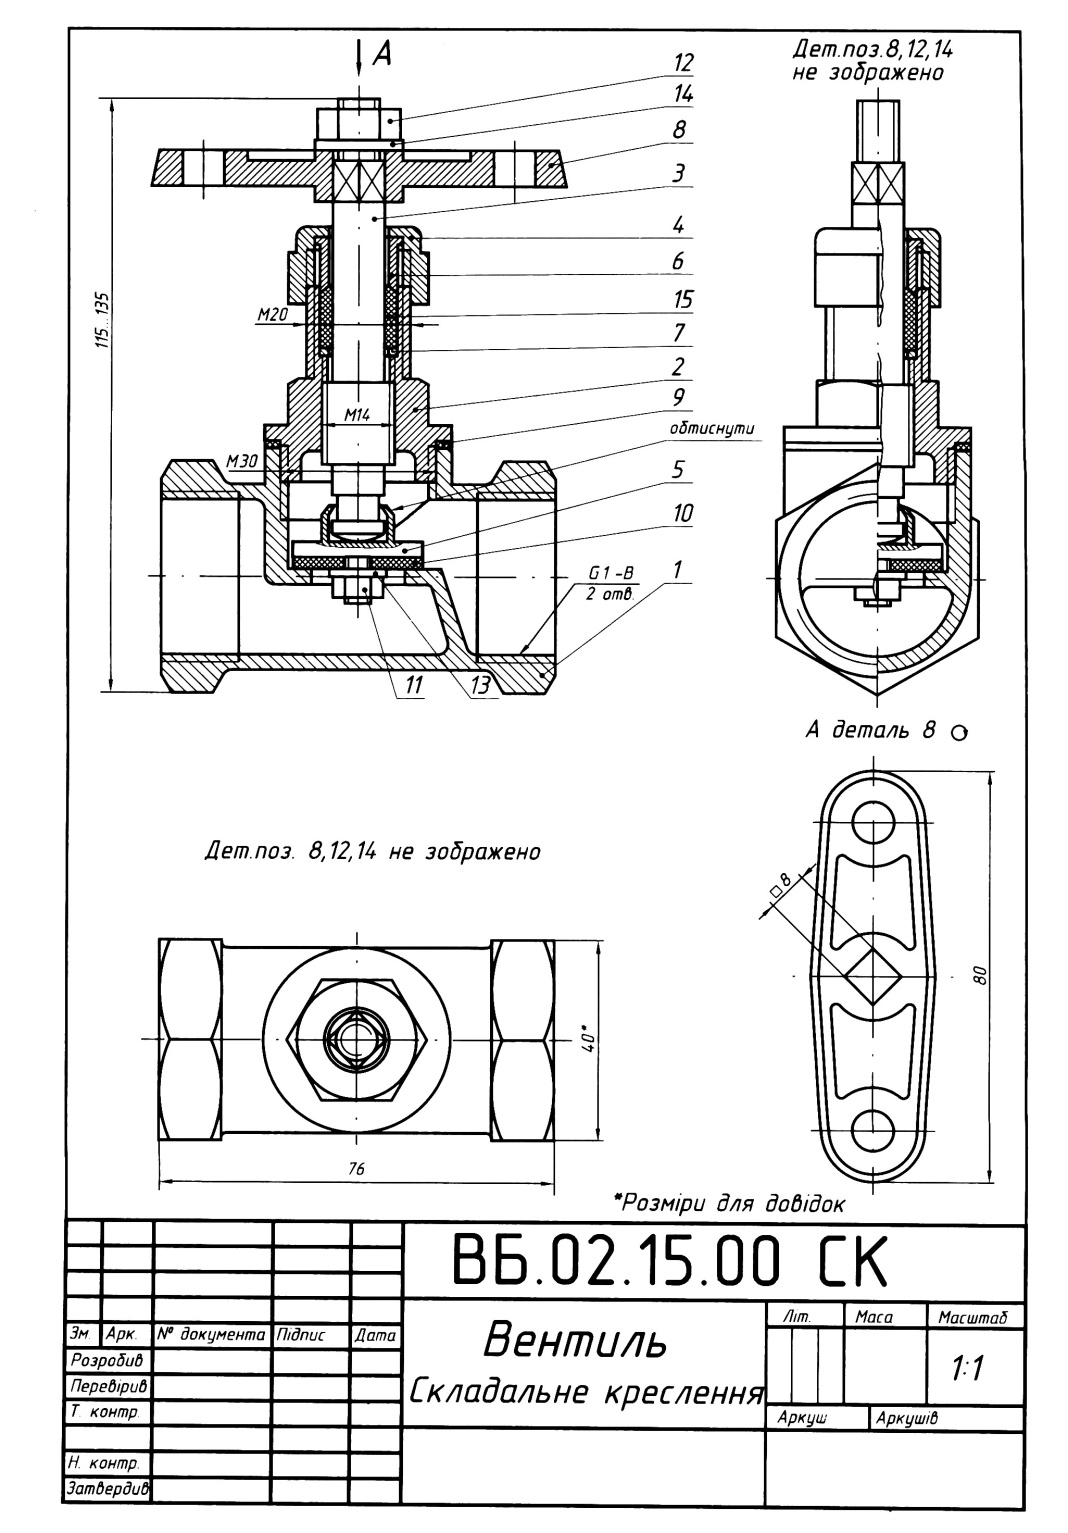 А
12
14
8
3
4
6
15
7
2
9
обтиснути
5
10
1
11
13
115...135
М20
М14
М30
G1-В
2 отв.
Дет.поз.8,12,14
не зображено
А деталь 8
□8
80
Дет.поз. 8,12,14 не зображено
40*
76
*Розміри для довідок
ВБ.02.15.00 СК
Вентиль
Складальне креслення
Зм. Арк. № документа Підпис Дата
Розробив
Перевірив
Т. контр.
Н. контр.
Затвердив
Літ. Маса Масштаб
1:1
Аркуш Аркушів